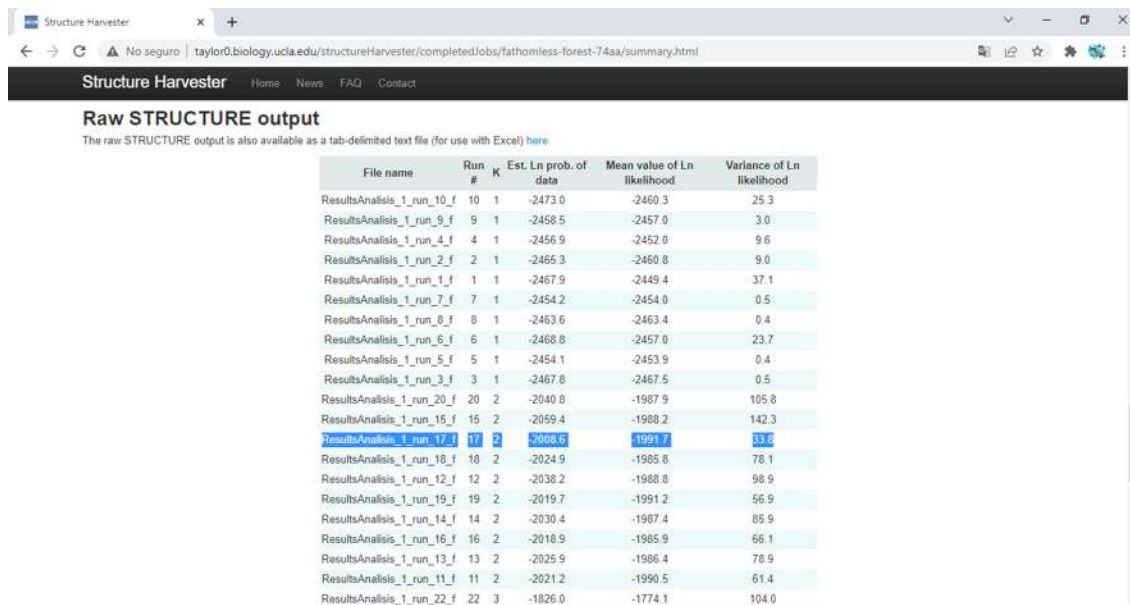 Structure Harvester
No seguro | taylor0.biology.ucla.edu/structureHarvester/completedJobs/fathomless-forest-74aa/summary.html
Structure Harvester Home News FAQ Contact
Raw STRUCTURE output
The raw STRUCTURE output is also available as a tab-delimited text file (for use with Excel) here.
File name Run # K Est. Ln prob. of data Mean value of Ln likelihood Variance of Ln likelihood
ResultsAnalisis_1_run_10_f 10 1 -2473.0 -2460.3 25.3
ResultsAnalisis_1_run_9_f 9 1 -2458.5 -2457.0 3.0
ResultsAnalisis_1_run_4_f 4 1 -2456.9 -2452.0 9.6
ResultsAnalisis_1_run_2_f 2 1 -2465.3 -2460.8 9.0
ResultsAnalisis_1_run_1_f 1 1 -2467.9 -2449.4 37.1
ResultsAnalisis_1_run_7_f 7 1 -2454.2 -2454.0 0.5
ResultsAnalisis_1_run_8_f 8 1 -2463.6 -2463.4 0.4
ResultsAnalisis_1_run_6_f 6 1 -2468.8 -2457.0 23.7
ResultsAnalisis_1_run_5_f 5 1 -2454.1 -2453.9 0.4
ResultsAnalisis_1_run_3_f 3 1 -2467.8 -2467.5 0.5
ResultsAnalisis_1_run_20_f 20 2 -2040.8 -1987.9 105.8
ResultsAnalisis_1_run_15_f 15 2 -2059.4 -1988.2 142.3
ResultsAnalisis_1_run_17_f 17 2 -2008.6 -1991.7 33.8
ResultsAnalisis_1_run_18_f 18 2 -2024.9 -1985.8 78.1
ResultsAnalisis_1_run_12_f 12 2 -2038.2 -1988.8 98.9
ResultsAnalisis_1_run_19_f 19 2 -2019.7 -1991.2 56.9
ResultsAnalisis_1_run_14_f 14 2 -2030.4 -1987.4 85.9
ResultsAnalisis_1_run_16_f 16 2 -2018.9 -1985.9 66.1
ResultsAnalisis_1_run_13_f 13 2 -2025.9 -1986.4 78.9
ResultsAnalisis_1_run_11_f 11 2 -2021.2 -1990.5 61.4
ResultsAnalisis_1_run_22_f 22 3 -1826.0 -1774.1 104.0